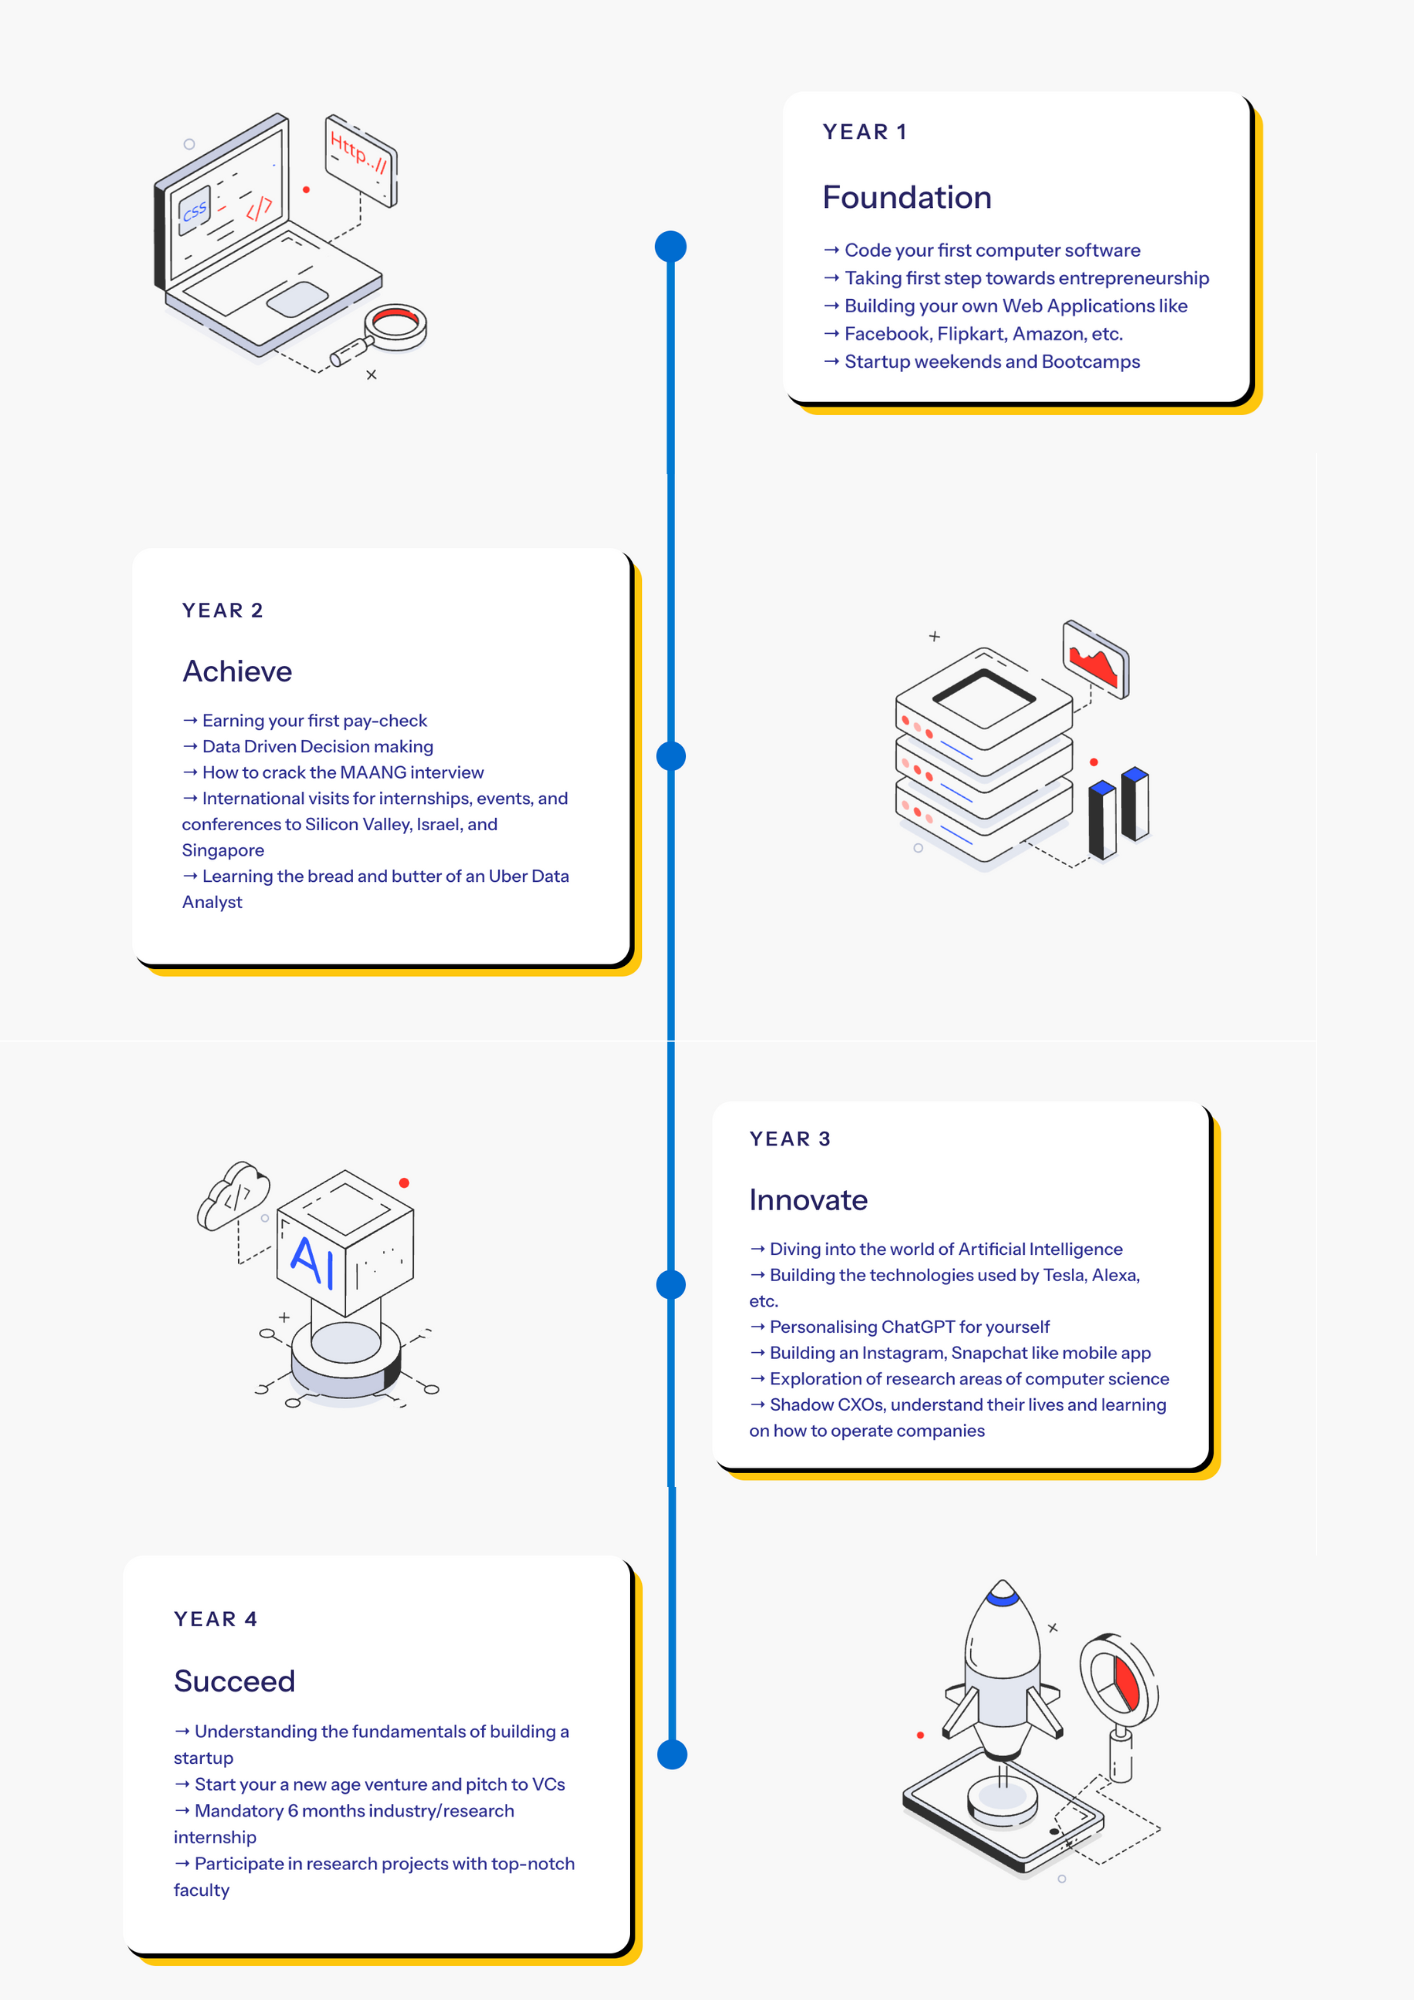 Http..//
CSS
</>
YEAR 1
Foundation
→ Code your first computer software
→ Taking first step towards entrepreneurship
→ Building your own Web Applications like
→ Facebook, Flipkart, Amazon, etc.
→ Startup weekends and Bootcamps
YEAR 2
Achieve
→ Earning your first pay-check
→ Data Driven Decision making
→ How to crack the MAANG interview
→ International visits for internships, events, and
conferences to Silicon Valley, Israel, and
Singapore
→ Learning the bread and butter of an Uber Data
Analyst
</>
AI
YEAR 3
Innovate
→ Diving into the world of Artificial Intelligence
→ Building the technologies used by Tesla, Alexa,
etc.
→ Personalising ChatGPT for yourself
→ Building an Instagram, Snapchat like mobile app
→ Exploration of research areas of computer science
→ Shadow CXOs, understand their lives and learning
on how to operate companies
YEAR 4
Succeed
→ Understanding the fundamentals of building a
startup
→ Start your a new age venture and pitch to VCs
→ Mandatory 6 months industry/research
internship
→ Participate in research projects with top-notch
faculty